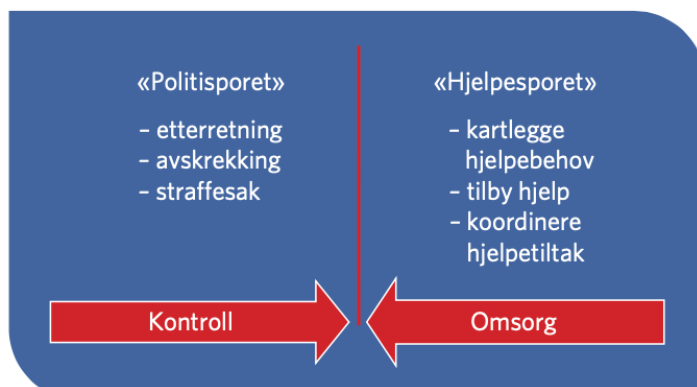 «Politisporet»
– etterretning
– avskrekking
– straffesak
«Hjelpesporet»
– kartlegge
hjelpebehov
– tilby hjelp
– koordinere
hjelpetiltak
Kontroll
Omsorg